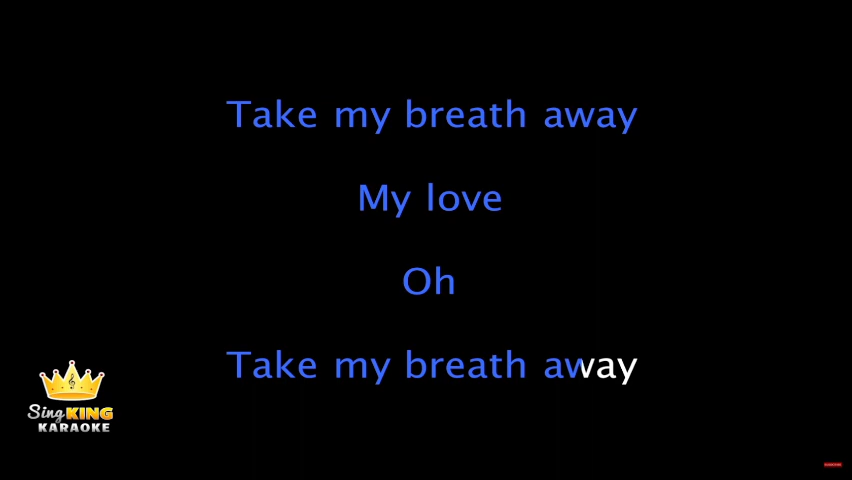 Take my breath away
My love
Oh
Take my breath away
Sing KING
KARAOKE